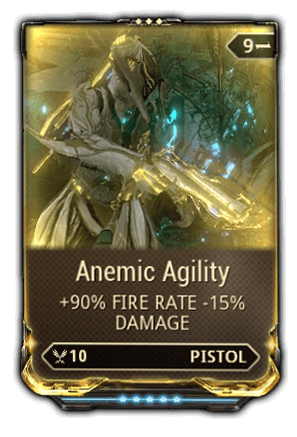 9
Anemic Agility
+90% FIRE RATE -15%
DAMAGE
10 PISTOL